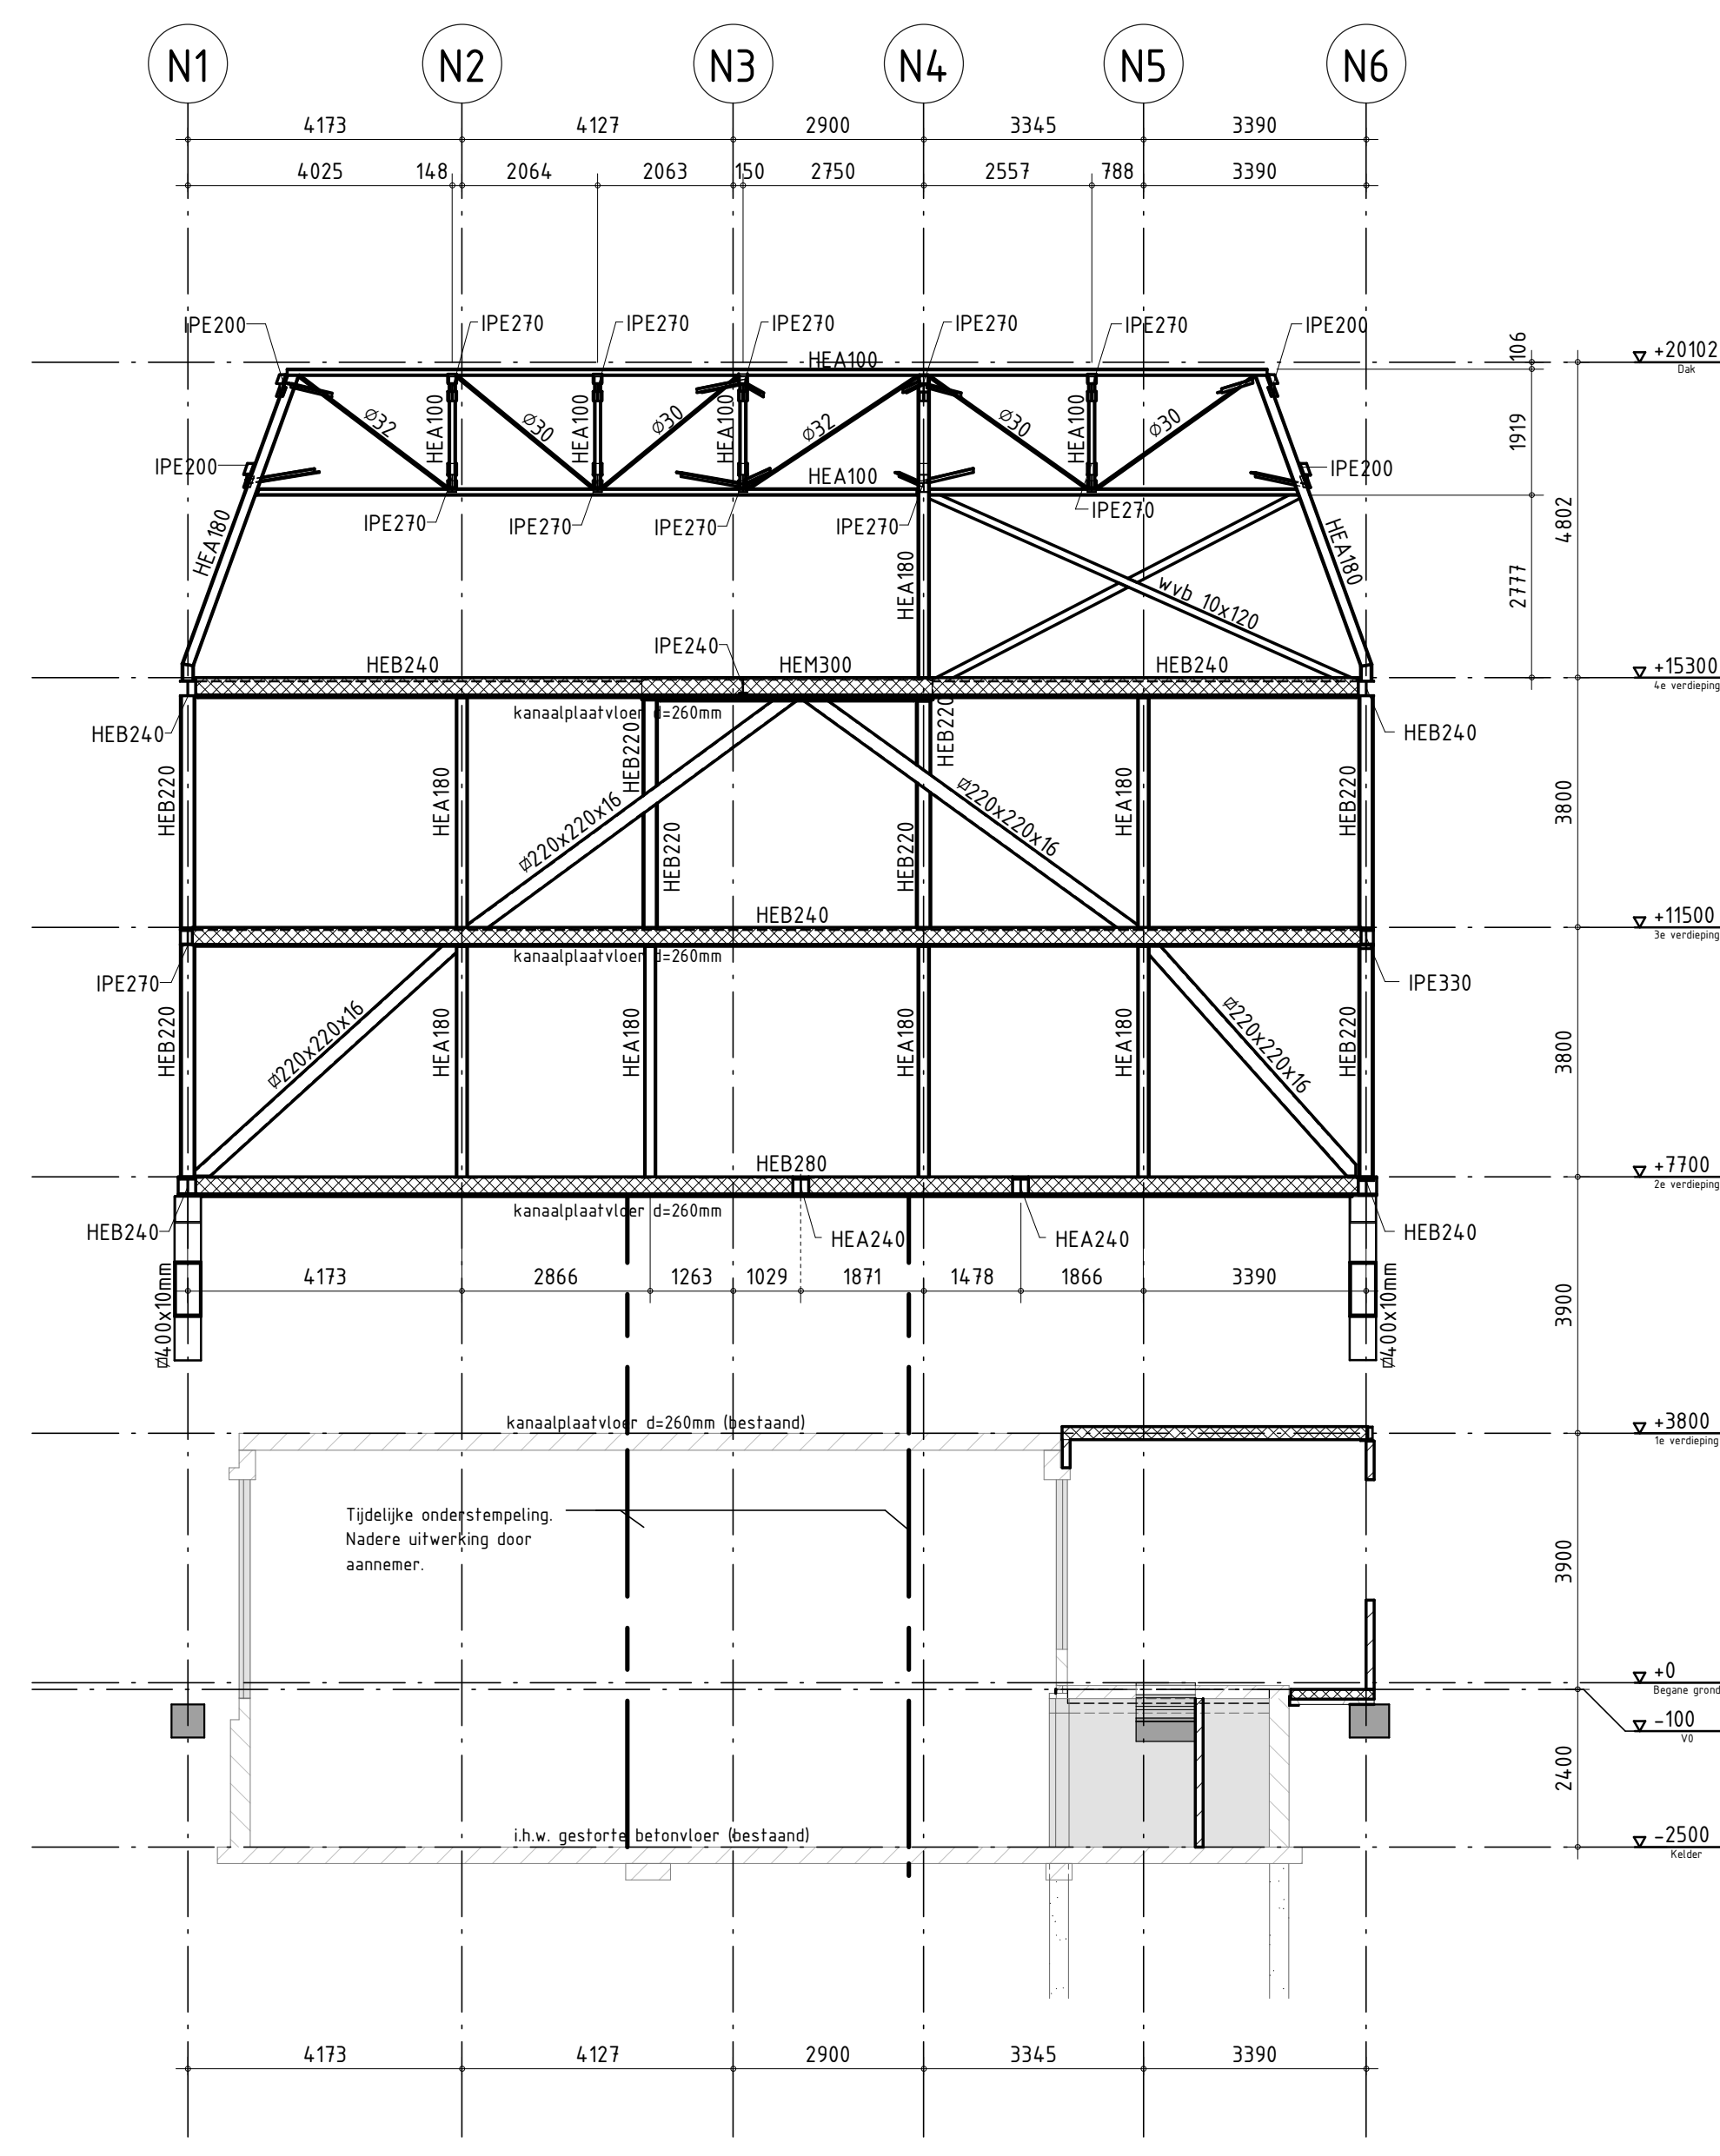 N1 N2 N3 N4 N5 N6
4173 4127 2900 3345 3390
4025 148 2064 2063 150 2750 2557 788 3390
IPE200 IPE270 IPE270 IPE270 IPE270 IPE270 IPE200
106
+20102
Dak
HEA100
Ø32 HEA100 Ø30 HEA100 Ø30 HEA100 Ø32 Ø30 HEA100 Ø30
1919
IPE200 HEA100 IPE200
IPE270 IPE270 IPE270 IPE270 IPE270
4802
HEA180 HEA180 HEA180
wvb 10x120
2777
IPE240
HEB240 HEM300 HEB240
+15300
4e verdieping
kanaalplaatvloer d=260mm
HEB240 HEB220 HEB220 HEB240
HEB220 HEA180 HEA180 HEB220
⌀220x220x16 ⌀220x220x16
3800
HEB220 HEB220
HEB240
+11500
3e verdieping
kanaalplaatvloer d=260mm
IPE270 IPE330
HEB220 HEA180 HEA180 HEA180 HEA180 HEB220
⌀220x220x16 ⌀220x220x16
3800
HEB280
+7700
2e verdieping
kanaalplaatvloer d=260mm
HEB240 HEA240 HEA240 HEB240
4173 2866 1263 1029 1871 1478 1866 3390
⌀400x10mm ⌀400x10mm
3900
kanaalplaatvloer d=260mm (bestaand)
+3800
1e verdieping
Tijdelijke onderstempeling.
Nadere uitwerking door
aannemer.
3900
+0
Begane grond
-100
V0
2400
i.h.w. gestorte betonvloer (bestaand)
-2500
Kelder
4173 4127 2900 3345 3390